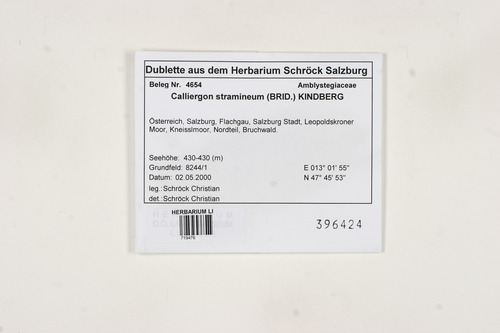 Dublette aus dem Herbarium Schröck Salzburg
Beleg Nr. 4654 Amblystegiaceae
Calliergon stramineum (BRID.) KINDBERG
Österreich, Salzburg, Flachgau, Salzburg Stadt, Leopoldskroner
Moor, Kneisslmoor, Nordteil, Bruchwald.
Seehöhe: 430-430 (m)
Grundfeld: 8244/1 E 013° 01' 55"
Datum: 02.05.2000 N 47° 45' 53"
leg.:Schröck Christian
det.:Schröck Christian
HERBARIUM LI
719476
396424